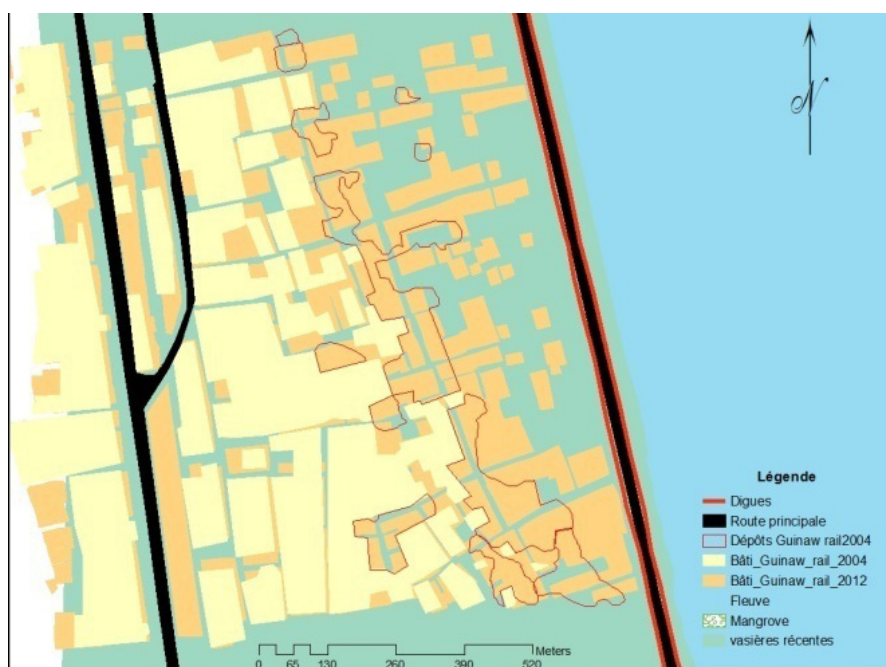 N
Légende
Digues
Route principale
Dépôts Guinaw rail2004
Bâti_Guinaw_rail_2004
Bâti_Guinaw_rail_2012
Fleuve
Mangrove
vasières récentes
Meters
0 65 130 260 390 520